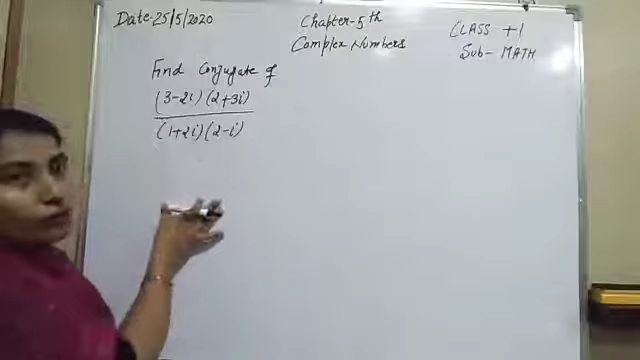 Date-25/5/2020
Chapter-5th
Complex Numbers
CLASS +1
Sub- MATH
Find Conjugate of
(3-2i)(2+3i)
(1+2i)(2-i)